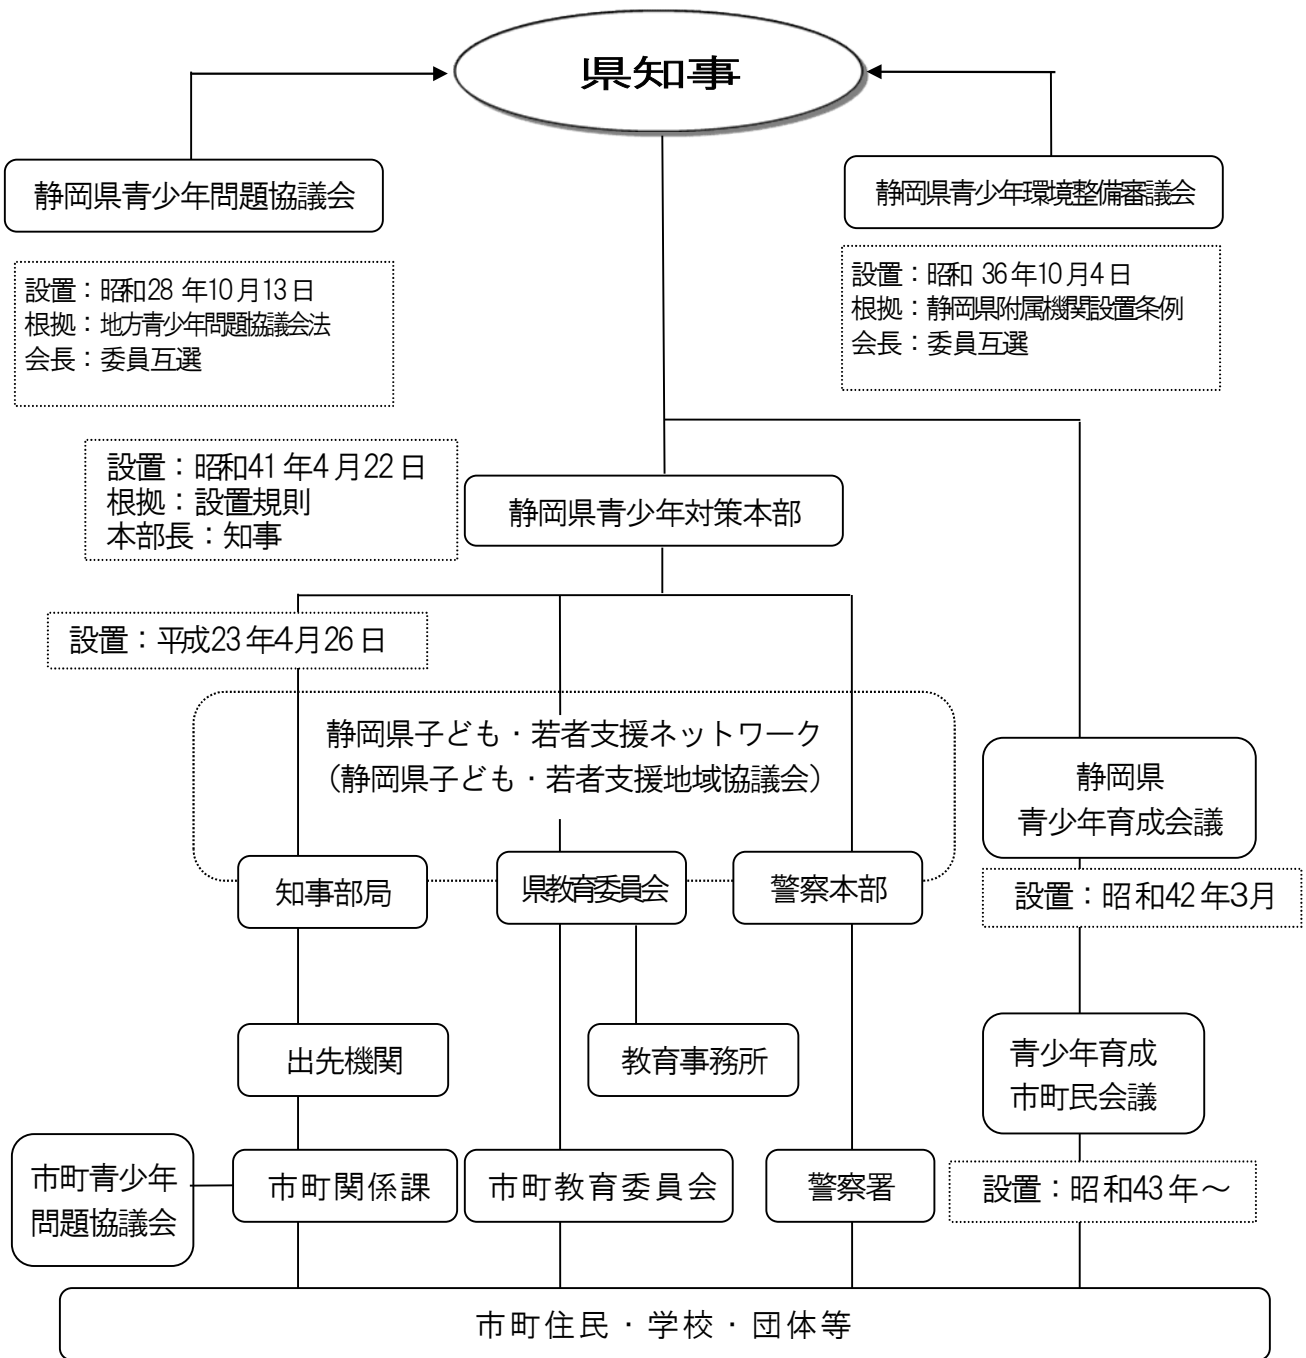 県知事
静岡県青少年問題協議会
静岡県青少年環境整備審議会
設置：昭和28年10月13日
根拠：地方青少年問題協議会法
会長：委員互選
設置：昭和36年10月4日
根拠：静岡県附属機関設置条例
会長：委員互選
設置：昭和41年4月22日
根拠：設置規則
本部長：知事
静岡県青少年対策本部
設置：平成23年4月26日
静岡県子ども・若者支援ネットワーク
（静岡県子ども・若者支援地域協議会）
静岡県
青少年育成会議
知事部局
県教育委員会
警察本部
設置：昭和42年3月
出先機関
教育事務所
青少年育成
市町民会議
市町青少年
問題協議会
市町関係課
市町教育委員会
警察署
設置：昭和43年～
市町住民・学校・団体等